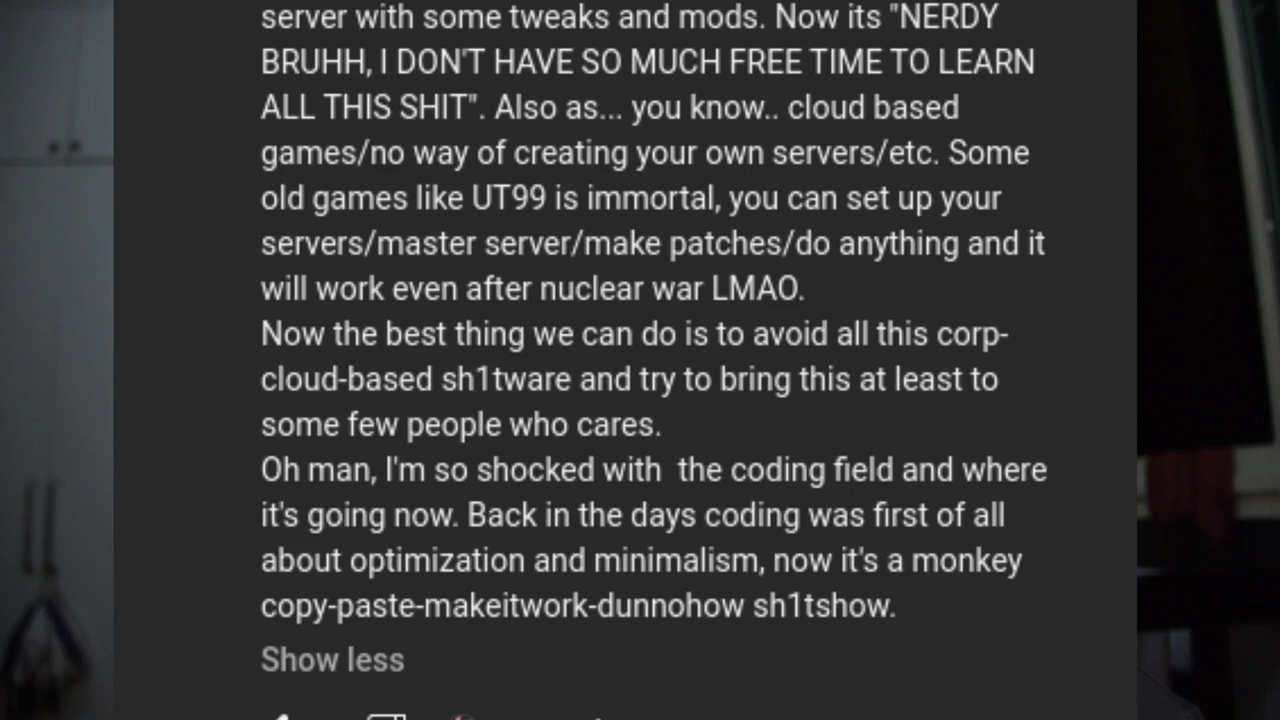 server with some tweaks and mods. Now its "NERDY
BRUHH, I DON'T HAVE SO MUCH FREE TIME TO LEARN
ALL THIS SHIT". Also as... you know.. cloud based
games/no way of creating your own servers/etc. Some
old games like UT99 is immortal, you can set up your
servers/master server/make patches/do anything and it
will work even after nuclear war LMAO.
Now the best thing we can do is to avoid all this corp-
cloud-based sh1tware and try to bring this at least to
some few people who cares.
Oh man, I'm so shocked with  the coding field and where
it's going now. Back in the days coding was first of all
about optimization and minimalism, now it's a monkey
copy-paste-makeitwork-dunnohow sh1tshow.
Show less